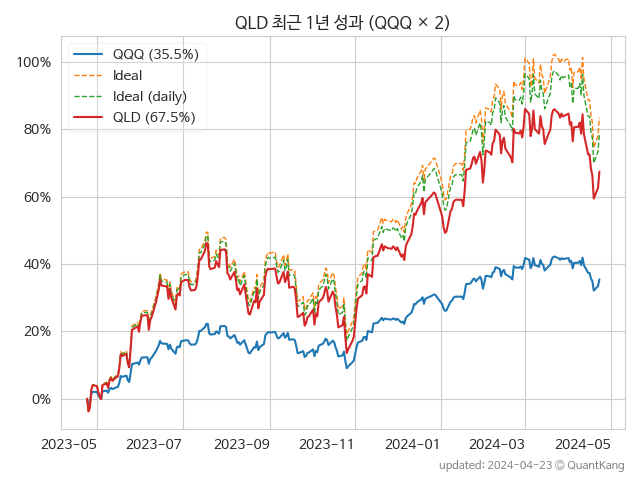 QLD 최근 1년 성과 (QQQ × 2)
QQQ (35.5%)
Ideal
Ideal (daily)
QLD (67.5%)
100%
80%
60%
40%
20%
0%
2023-05 2023-07 2023-09 2023-11 2024-01 2024-03 2024-05
updated: 2024-04-23 © QuantKang